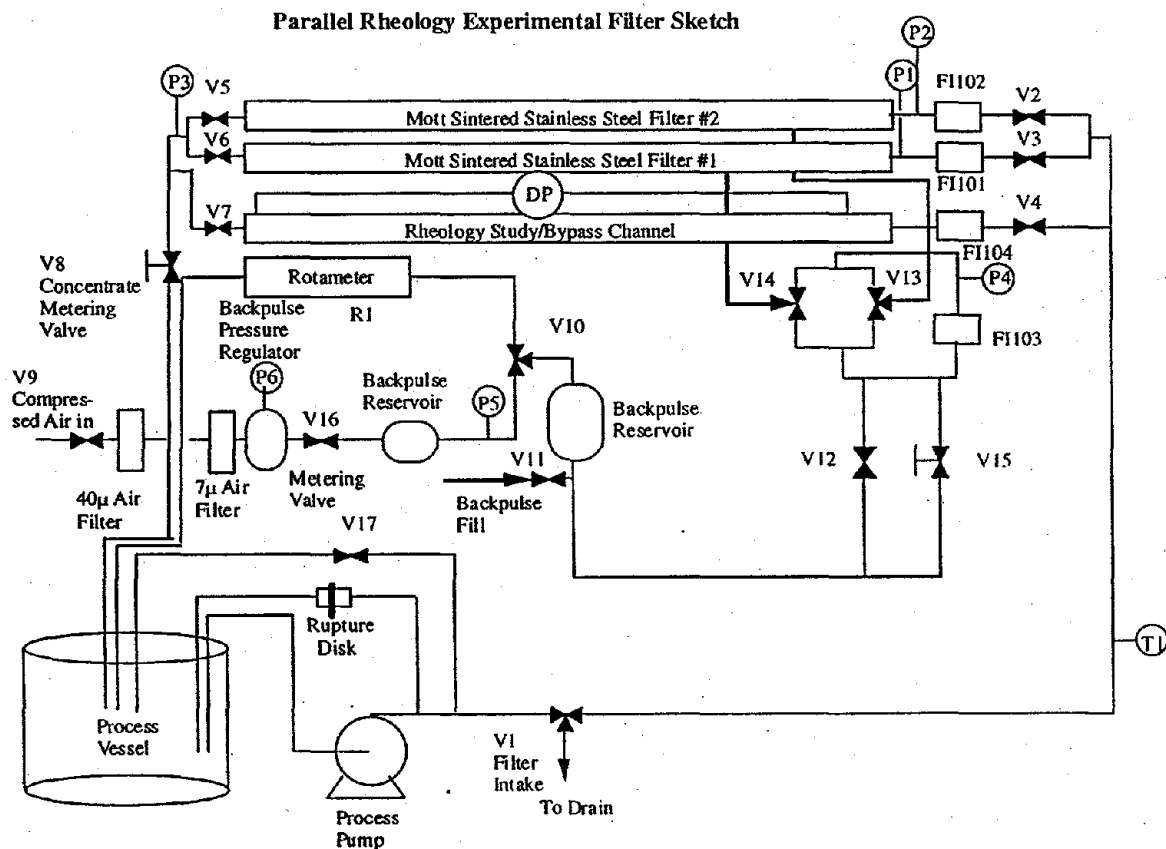 Parallel Rheology Experimental Filter Sketch
P2
P3
V5
P1
FI102
V2
Mott Sintered Stainless Steel Filter #2
V6
V3
Mott Sintered Stainless Steel Filter #1
FI101
DP
V7
V4
Rheology Study/Bypass Channel
FI104
V8
Concentrate
Metering
Valve
Rotameter
R1
V14
V13
P4
Backpulse
Pressure
Regulator
V10
FI103
V9
Compres-
sed Air in
P6
Backpulse
Reservoir
P5
Backpulse
Reservoir
V16
Metering
Valve
V11
V12
V15
40µ Air
Filter
7µ Air
Filter
Backpulse
Fill
V17
Rupture
Disk
T1
Process
Vessel
V1
Filter
Intake
To Drain
Process
Pump